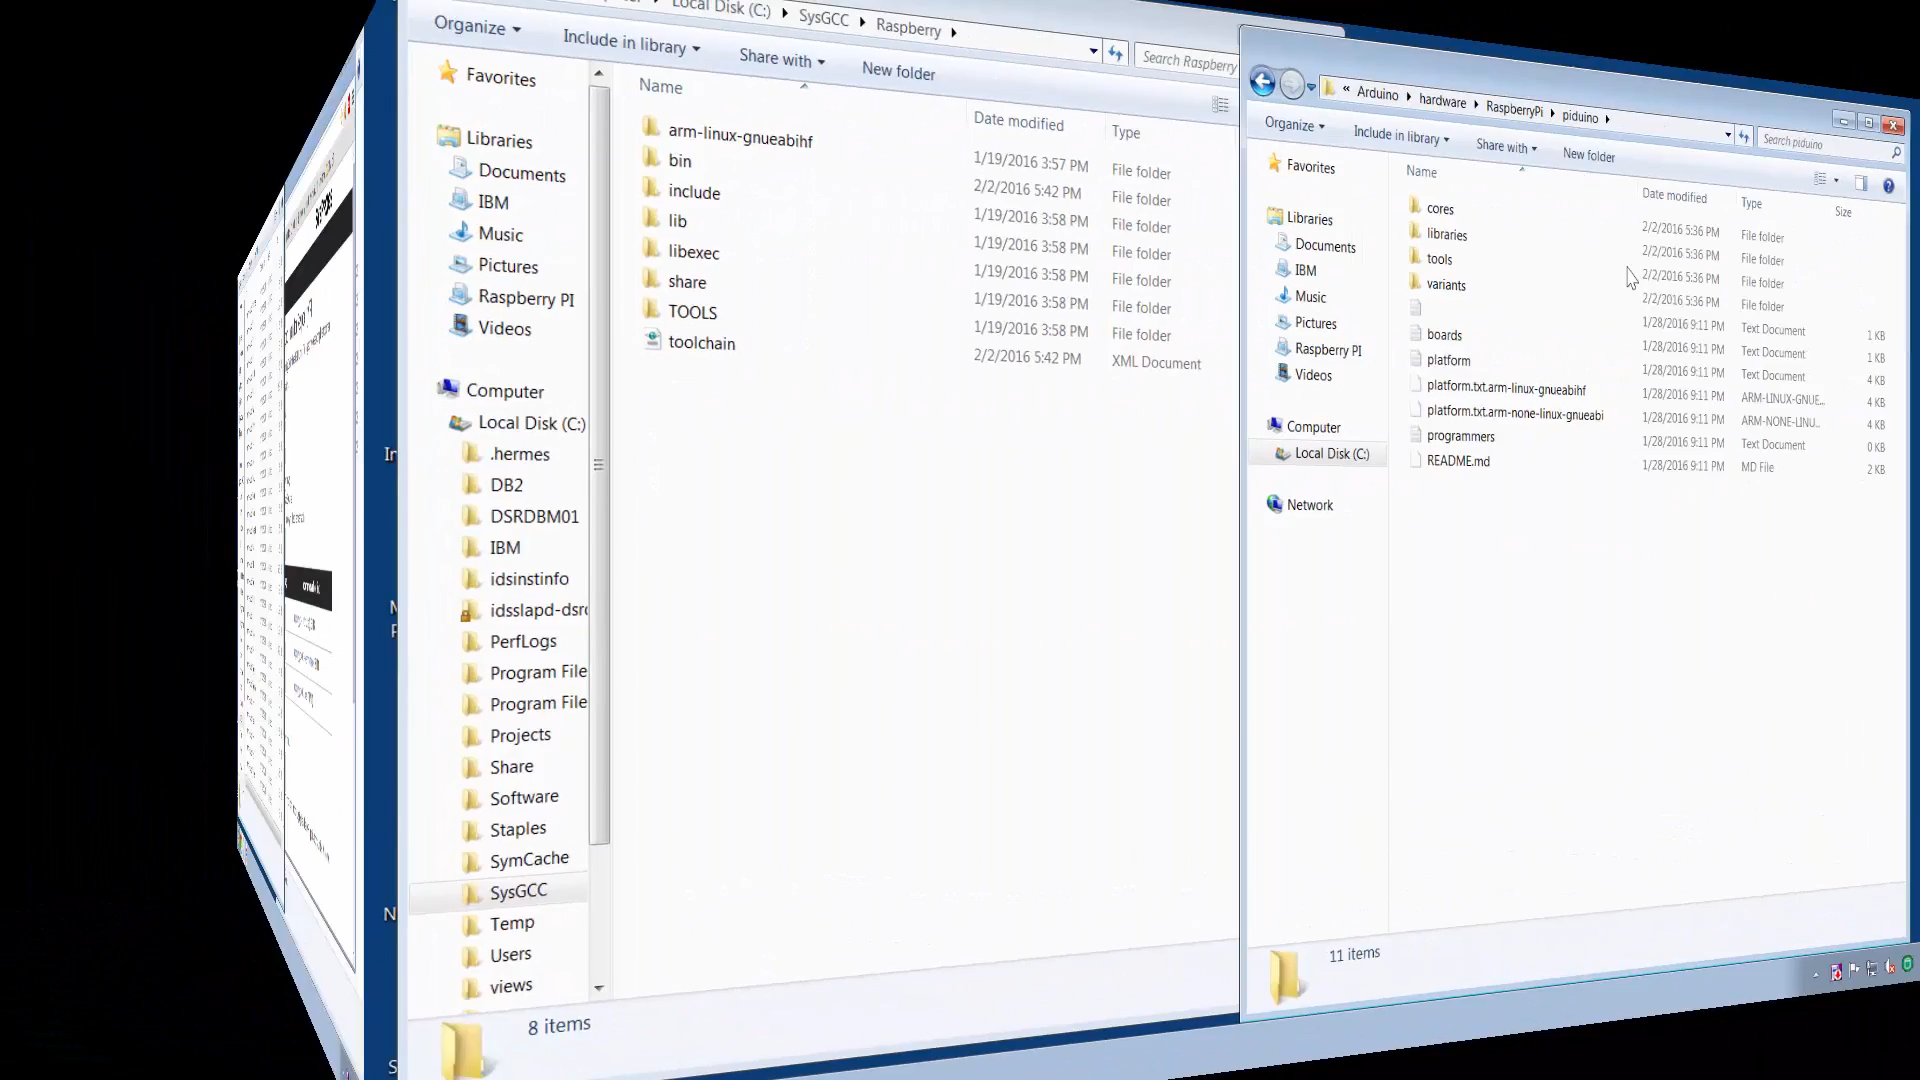 Local Disk (C:) SysGCC Raspberry
Organize Include in library Share with New folder Search Raspberry
Favorites
Libraries
Documents
IBM
Music
Pictures
Raspberry PI
Videos
Computer
Local Disk (C:)
.hermes
DB2
DSRDBM01
IBM
idsinstinfo
idsslapd-dsrd
PerfLogs
Program File
Program File
Projects
Share
Software
Staples
SymCache
SysGCC
Temp
Users
views
Name Date modified Type
arm-linux-gnueabihf 1/19/2016 3:57 PM File folder
bin 2/2/2016 5:42 PM File folder
include 1/19/2016 3:58 PM File folder
lib 1/19/2016 3:58 PM File folder
libexec 1/19/2016 3:58 PM File folder
share 1/19/2016 3:58 PM File folder
TOOLS 1/19/2016 3:58 PM File folder
toolchain 2/2/2016 5:42 PM XML Document
8 items
« Arduino hardware RaspberryPi piduino Search piduino
Organize Include in library Share with New folder
Favorites
Libraries
Documents
IBM
Music
Pictures
Raspberry PI
Videos
Computer
Local Disk (C:)
Network
Name Date modified Type Size
cores 2/2/2016 5:36 PM File folder
libraries 2/2/2016 5:36 PM File folder
tools 2/2/2016 5:36 PM File folder
variants 2/2/2016 5:36 PM File folder
1/28/2016 9:11 PM Text Document 1 KB
boards 1/28/2016 9:11 PM Text Document 1 KB
platform 1/28/2016 9:11 PM Text Document 4 KB
platform.txt.arm-linux-gnueabihf 1/28/2016 9:11 PM ARM-LINUX-GNUE... 4 KB
platform.txt.arm-none-linux-gnueabi 1/28/2016 9:11 PM ARM-NONE-LINU... 4 KB
programmers 1/28/2016 9:11 PM Text Document 0 KB
README.md 1/28/2016 9:11 PM MD File 2 KB
11 items